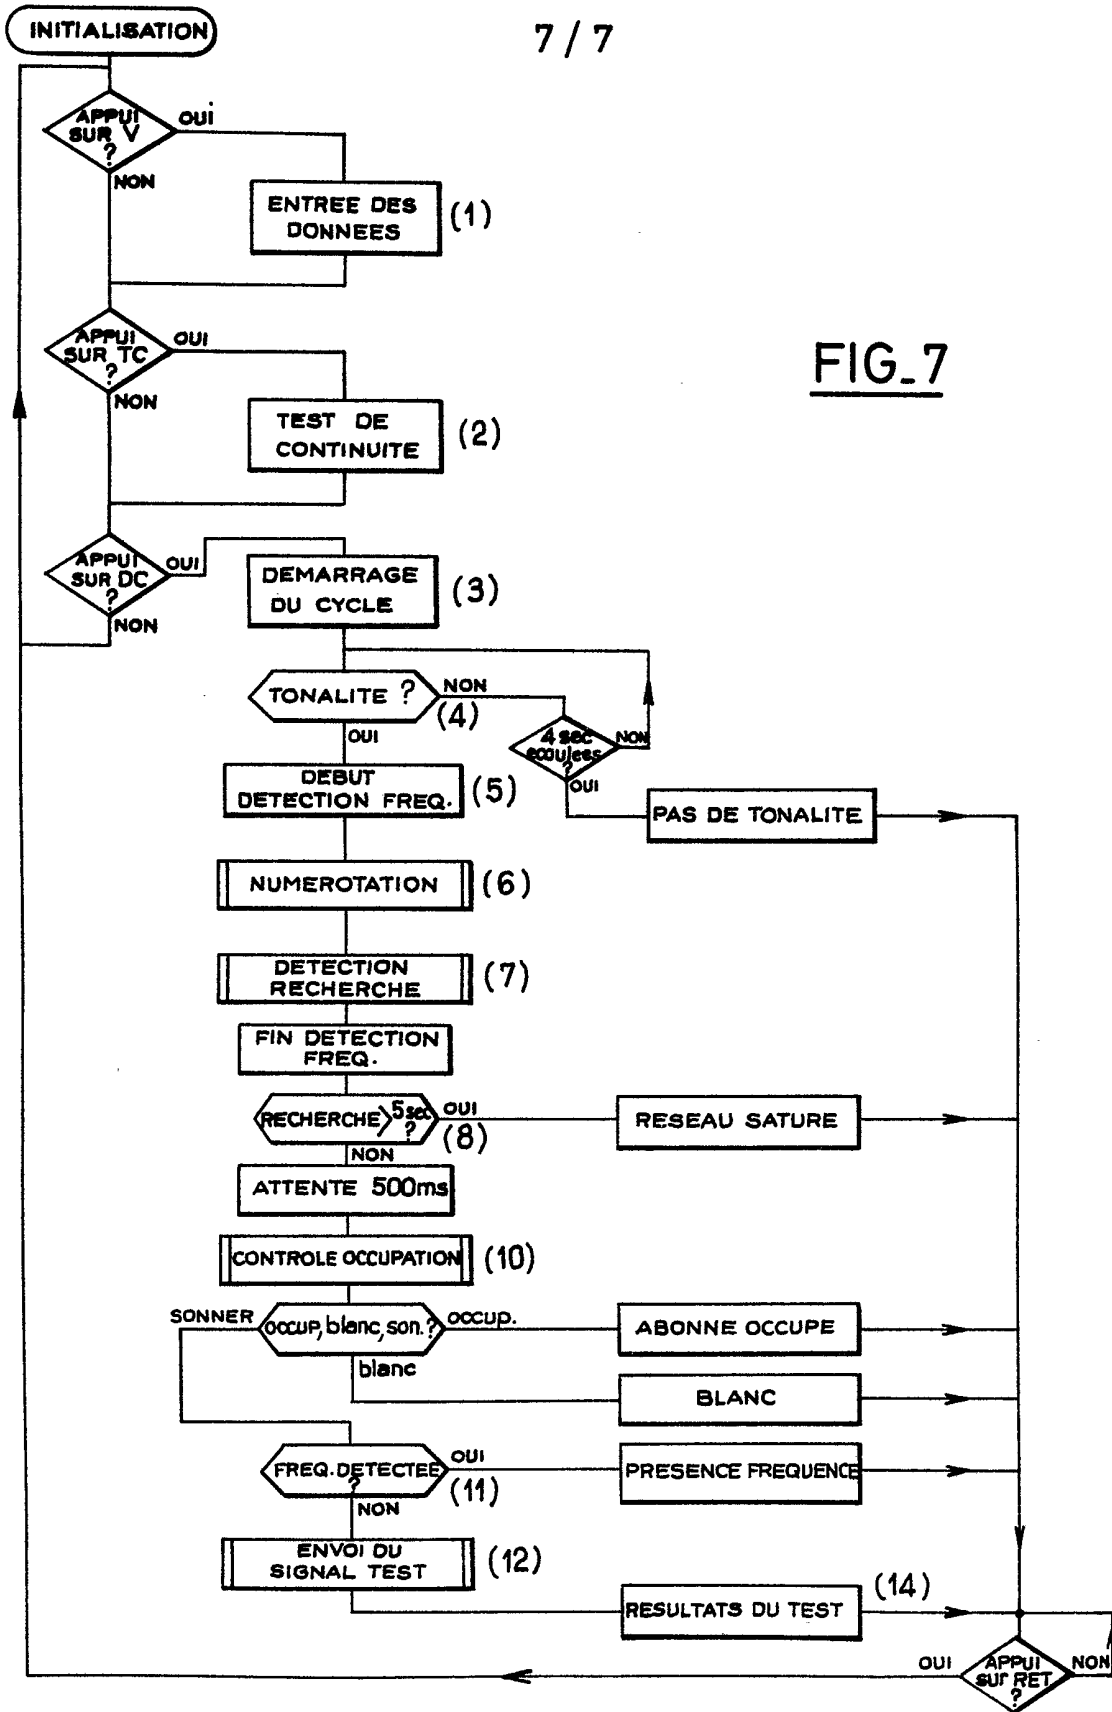 INITIALISATION
7/7
APPUI
SUR V
?
OUI
NON
ENTREE DES
DONNEES
(1)
APPUI
SUR TC
?
OUI
NON
FIG_7
TEST DE
CONTINUITE
(2)
APPUI
SUR DC
?
OUI
NON
DEMARRAGE
DU CYCLE
(3)
TONALITE ?
NON
(4)
OUI
4 sec
ecoulees
?
NON
OUI
DEBUT
DETECTION FREQ.
(5)
PAS DE TONALITE
NUMEROTATION
(6)
DETECTION
RECHERCHE
(7)
FIN DETECTION
FREQ.
RECHERCHE > 5 sec
?
OUI
(8)
NON
RESEAU SATURE
ATTENTE 500ms
CONTROLE OCCUPATION
(10)
SONNER
occup, blanc, son. ?
OCCUP.
blanc
ABONNE OCCUPE
BLANC
FREQ. DETECTEE
?
OUI
(11)
NON
PRESENCE FREQUENCE
ENVOI DU
SIGNAL TEST
(12)
RESULTATS DU TEST
(14)
OUI
APPUI
sur RET
?
NON